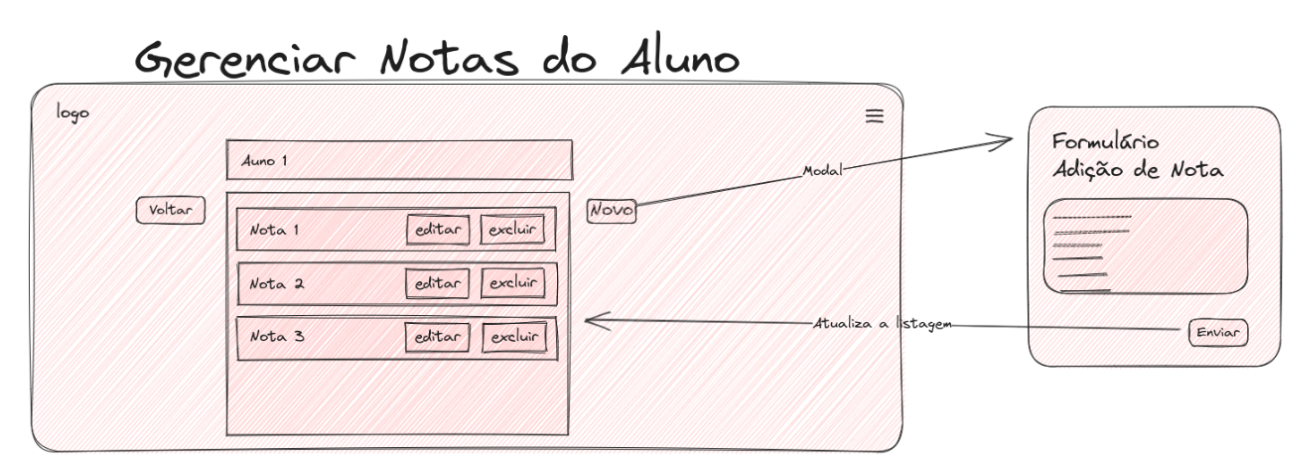 Gerenciar Notas do Aluno
logo
Auno 1
Voltar
Novo
Nota 1 editar excluir
Nota 2 editar excluir
Nota 3 editar excluir
Modal
Atualiza a listagem
Formulário
Adição de Nota
Enviar